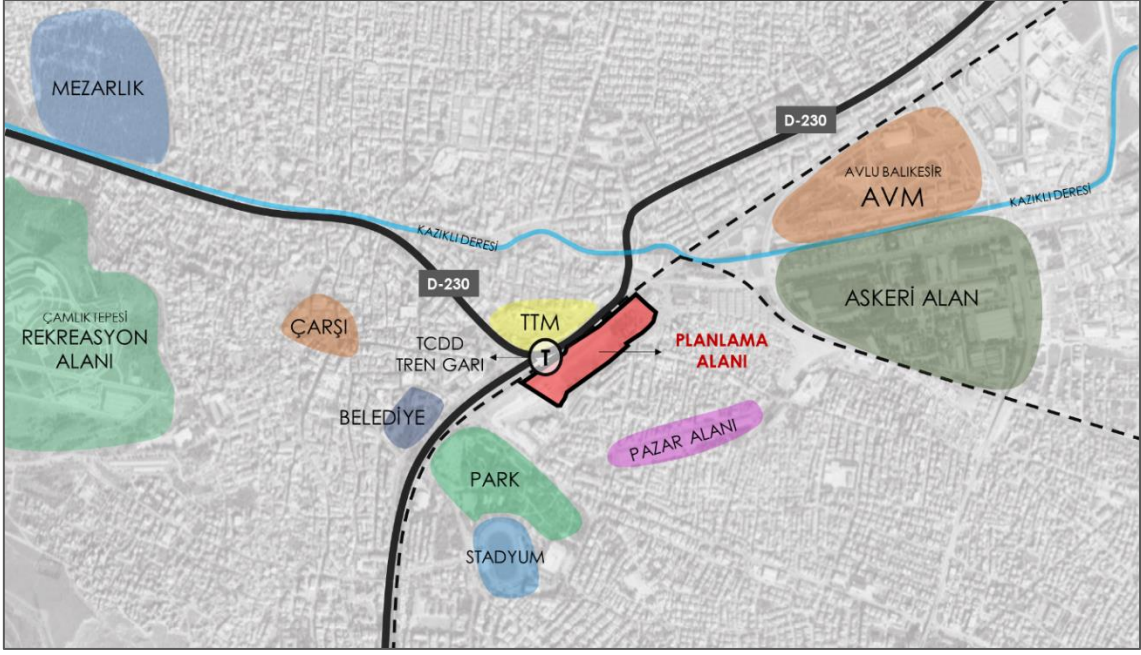 MEZARLIK
D-230
AVLU BALIKESİR
AVM
KAZIKLI DERESİ
KAZIKLI DERESİ
D-230
ASKERİ ALAN
ÇAMLIK TEPESİ
REKREASYON
ALANI
ÇARŞI
TTM
TCDD
TREN GARI
T
PLANLAMA
ALANI
BELEDİYE
PAZAR ALANI
PARK
STADYUM